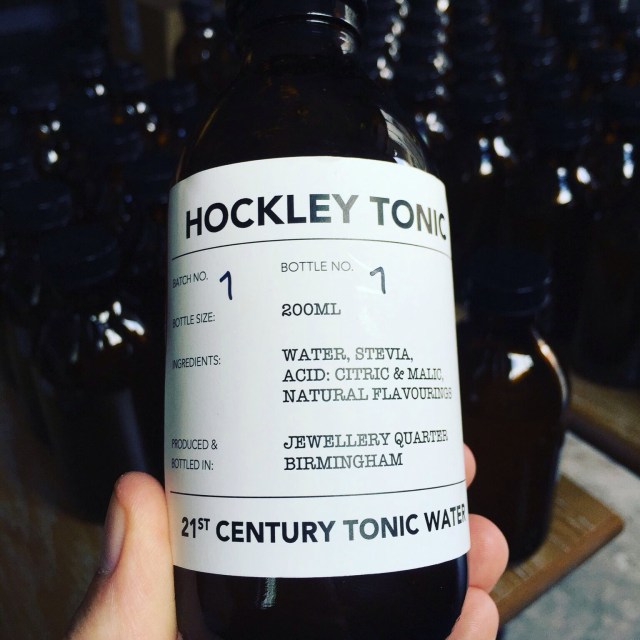 HOCKLEY TONIC
BATCH NO. 1 BOTTLE NO. 1
BOTTLE SIZE: 200ML
INGREDIENTS: WATER, STEVIA,
ACID: CITRIC & MALIC,
NATURAL FLAVOURINGS
PRODUCED & JEWELLERY QUARTER
BOTTLED IN: BIRMINGHAM
21ST CENTURY TONIC WATER